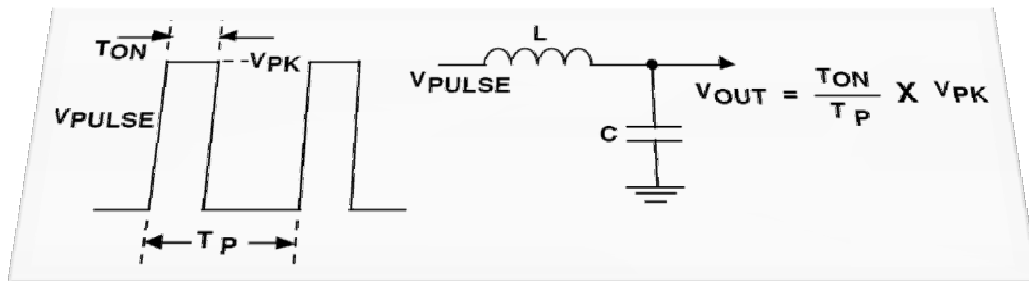 TON
VPK
VPULSE
TP
L
VPULSE
C
VOUT = TON/TP X VPK